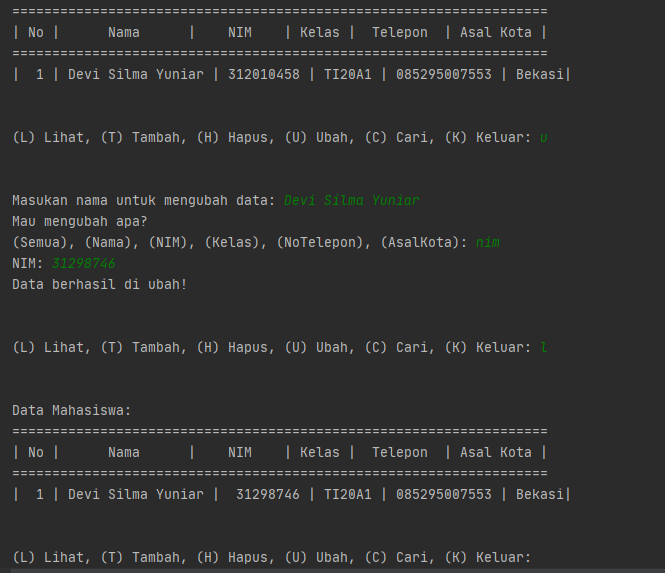 ===================================================================
| No |      Nama      |    NIM    | Kelas |  Telepon  | Asal Kota |
===================================================================
|  1 | Devi Silma Yuniar | 312010458 | TI20A1 | 085295007553 | Bekasi|
(L) Lihat, (T) Tambah, (H) Hapus, (U) Ubah, (C) Cari, (K) Keluar: u
Masukan nama untuk mengubah data: Devi Silma Yuniar
Mau mengubah apa?
(Semua), (Nama), (NIM), (Kelas), (NoTelepon), (AsalKota): nim
NIM: 31298746
Data berhasil di ubah!
(L) Lihat, (T) Tambah, (H) Hapus, (U) Ubah, (C) Cari, (K) Keluar: l
Data Mahasiswa:
===================================================================
| No |      Nama      |    NIM    | Kelas |  Telepon  | Asal Kota |
===================================================================
|  1 | Devi Silma Yuniar |  31298746 | TI20A1 | 085295007553 | Bekasi|
(L) Lihat, (T) Tambah, (H) Hapus, (U) Ubah, (C) Cari, (K) Keluar: